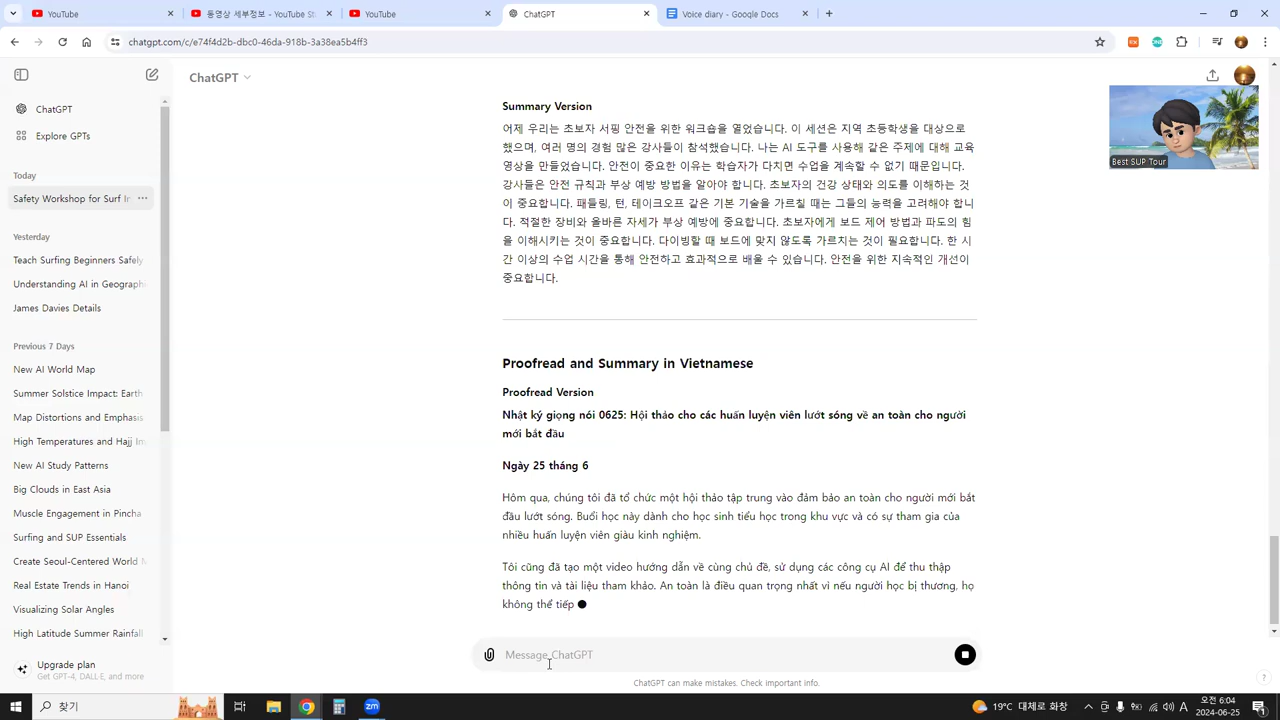 YouTube
동영상 세부정보 - YouTube St
YouTube
ChatGPT
Voice diary - Google Docs
chatgpt.com/c/e74f4d2b-dbc0-46da-918b-3a38ea5b4ff3
ChatGPT
Explore GPTs
Today
Safety Workshop for Surf In
Yesterday
Teach Surfing Beginners Safely
Understanding AI in Geograph
James Davies Details
Previous 7 Days
New AI World Map
Summer Solstice Impact: Earth
Map Distortions and Emphasis
High Temperatures and Hajj Im
New AI Study Patterns
Big Clouds in East Asia
Muscle Engagement in Pincha
Surfing and SUP Essentials
Create Seoul-Centered World M
Real Estate Trends in Hanoi
Visualizing Solar Angles
High Latitude Summer Rainfall
Upgrade plan
Get GPT-4, DALL·E, and more
ChatGPT
Best SUP Tour
Summary Version
어제 우리는 초보자 서핑 안전을 위한 워크숍을 열었습니다. 이 세션은 지역 초등학생을 대상으로
했으며, 여러 명의 경험 많은 강사들이 참석했습니다. 나는 AI 도구를 사용해 같은 주제에 대해 교육
영상을 만들었습니다. 안전이 중요한 이유는 학습자가 다치면 수업을 계속할 수 없기 때문입니다.
강사들은 안전 규칙과 부상 예방 방법을 알아야 합니다. 초보자의 건강 상태와 의도를 이해하는 것
이 중요합니다. 패들링, 턴, 테이크오프 같은 기본 기술을 가르칠 때는 그들의 능력을 고려해야 합니
다. 적절한 장비와 올바른 자세가 부상 예방에 중요합니다. 초보자에게 보드 제어 방법과 파도의 힘
을 이해시키는 것이 중요합니다. 다이빙할 때 보드에 맞지 않도록 가르치는 것이 필요합니다. 한 시
간 이상의 수업 시간을 통해 안전하고 효과적으로 배울 수 있습니다. 안전을 위한 지속적인 개선이
중요합니다.
Proofread and Summary in Vietnamese
Proofread Version
Nhật ký giọng nói 0625: Hội thảo cho các huấn luyện viên lướt sóng về an toàn cho người
mới bắt đầu
Ngày 25 tháng 6
Hôm qua, chúng tôi đã tổ chức một hội thảo tập trung vào đảm bảo an toàn cho người mới bắt
đầu lướt sóng. Buổi học này dành cho học sinh tiểu học trong khu vực và có sự tham gia của
nhiều huấn luyện viên giàu kinh nghiệm.
Tôi cũng đã tạo một video hướng dẫn về cùng chủ đề, sử dụng các công cụ AI để thu thập
thông tin và tài liệu tham khảo. An toàn là điều quan trọng nhất vì nếu người học bị thương, họ
không thể tiếp
Message ChatGPT
ChatGPT can make mistakes. Check important info.
찾기
19°C 대체로 화창
A
오전 6:04
2024-06-25